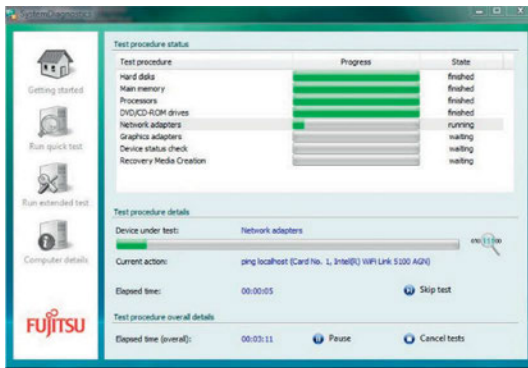 SystemDiagnostics
Getting started
Run quick test
Run extended test
Computer details
FUJITSU
Test procedure status
Test procedure Progress State
Hard disks finished
Main memory finished
Processors finished
DVD/CD-ROM drives finished
Network adapters running
Graphics adapters waiting
Device status check waiting
Recovery Media Creation waiting
Test procedure details
Device under test: Network adapters
Current action: ping localhost (Card No. 1, Intel(R) WiFi Link 5100 AGN)
Elapsed time: 00:00:05 Skip test
Test procedure overall details
Elapsed time (overall): 00:03:11 Pause Cancel tests